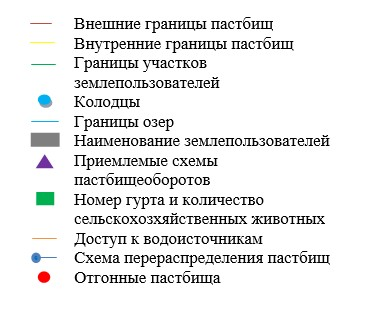 Внешние границы пастбищ
Внутренние границы пастбищ
Границы участков
землепользователей
Колодцы
Границы озер
Наименование землепользователей
Приемлемые схемы
пастбищеоборотов
Номер гурта и количество
сельскохозхяйственных животных
Доступ к водоисточникам
Схема перераспределения пастбищ
Отгонные пастбища